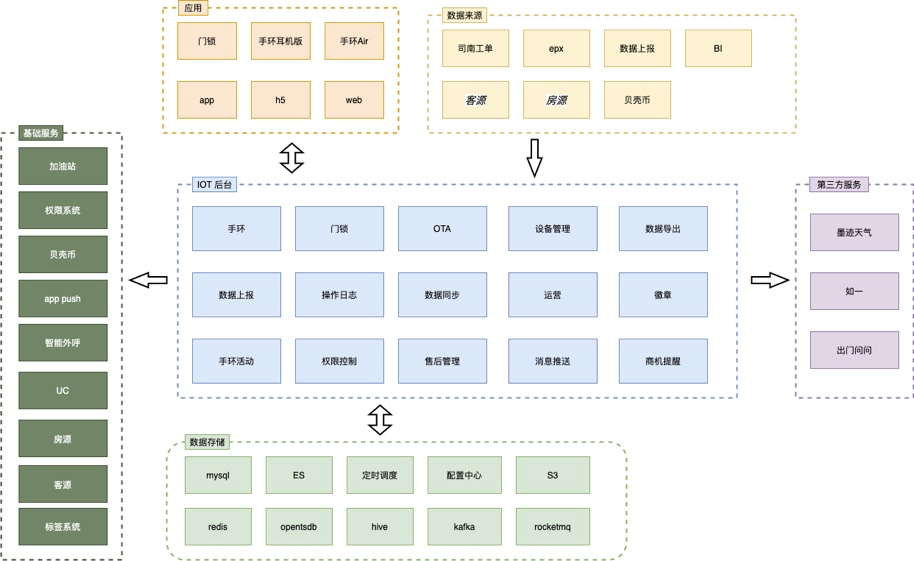 应用
门锁
手环耳机版
手环Air
app
h5
web
数据来源
司南工单
epx
数据上报
BI
客源
房源
贝壳币
基础服务
加油站
权限系统
贝壳币
app push
智能外呼
UC
房源
客源
标签系统
IOT 后台
手环
门锁
OTA
设备管理
数据导出
数据上报
操作日志
数据同步
运营
徽章
手环活动
权限控制
售后管理
消息推送
商机提醒
第三方服务
墨迹天气
如一
出门问问
数据存储
mysql
ES
定时调度
配置中心
S3
redis
opentsdb
hive
kafka
rocketmq